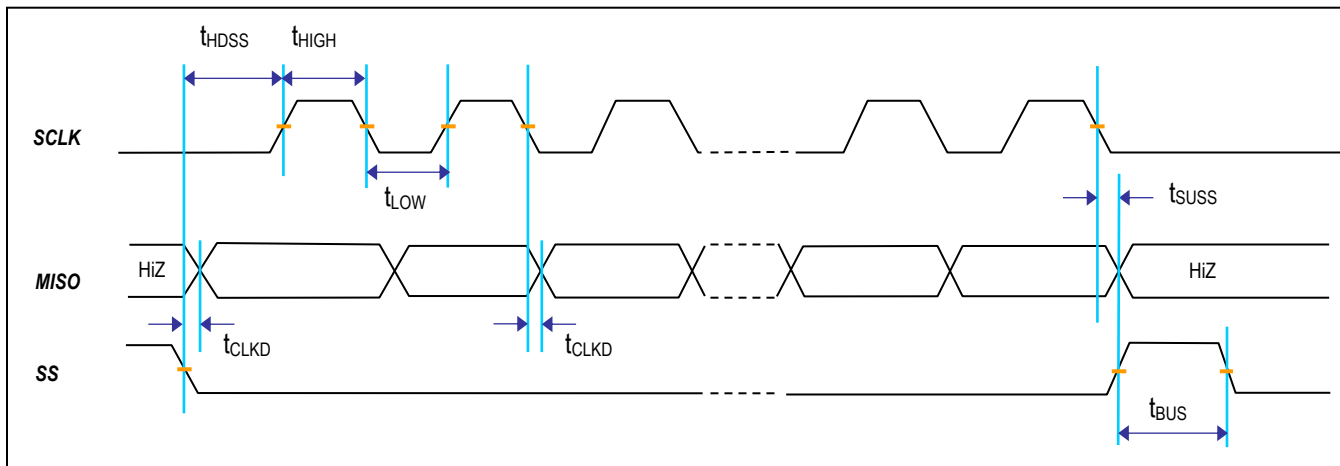 tHDSS tHIGH
SCLK
tLOW
tSUSS
HiZ HiZ
MISO
tCLKD tCLKD
SS
tBUS